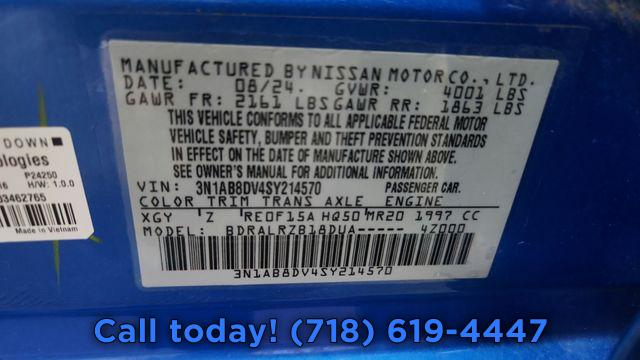 MANUFACTURED BY NISSAN MOTOR CO., LTD.
DATE: 08/24. GVWR: 4001 LBS
GAWR FR: 2161 LBS GAWR RR: 1863 LBS
THIS VEHICLE CONFORMS TO ALL APPLICABLE FEDERAL MOTOR
VEHICLE SAFETY, BUMPER AND THEFT PREVENTION STANDARDS
IN EFFECT ON THE DATE OF MANUFACTURE SHOWN ABOVE.
SEE OWNER'S MANUAL FOR ADDITIONAL INFORMATION.
VIN: 3N1AB8DV4SY214570 PASSENGER CAR.
COLOR TRIM TRANS AXLE ENGINE
XGY Z RE0F15A HQ50 MR20 1997 CC
MODEL: BDRALRZB18DUA----- 4Z000
3N1AB8DV4SY214570
DOWN
ologies
P24250
H/W: 1.0.0
03462765
Made in Vietnam
Call today! (718) 619-4447